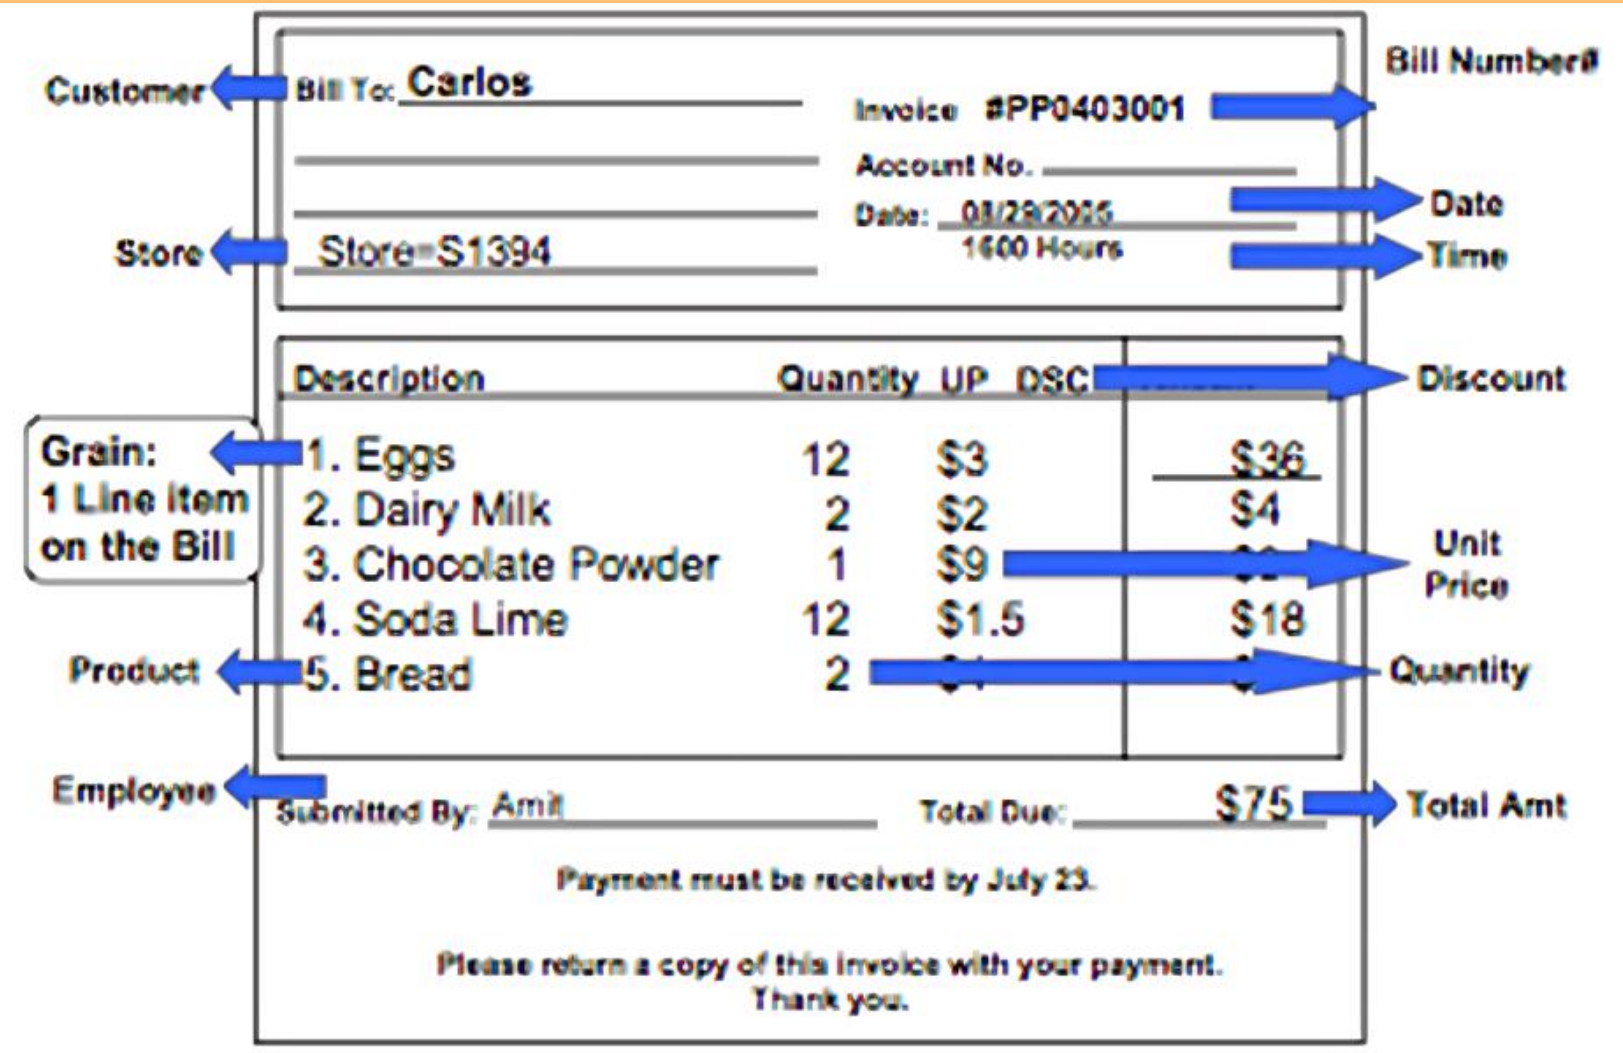 Bill Number#
Customer
Bill To: Carlos
Invoice #PP0403001
Account No.
Date: 08/29/2005
Date
Store
Store=S1394
1600 Hours
Time
Description Quantity UP DSC
Discount
Grain:
1 Line item
on the Bill
1. Eggs 12 $3 $36
2. Dairy Milk 2 $2 $4
3. Chocolate Powder 1 $9
Unit
Price
4. Soda Lime 12 $1.5 $18
Product
5. Bread 2
Quantity
Employee
Submitted By: Amit
Total Due: $75
Total Amt
Payment must be received by July 23.
Please return a copy of this invoice with your payment.
Thank you.